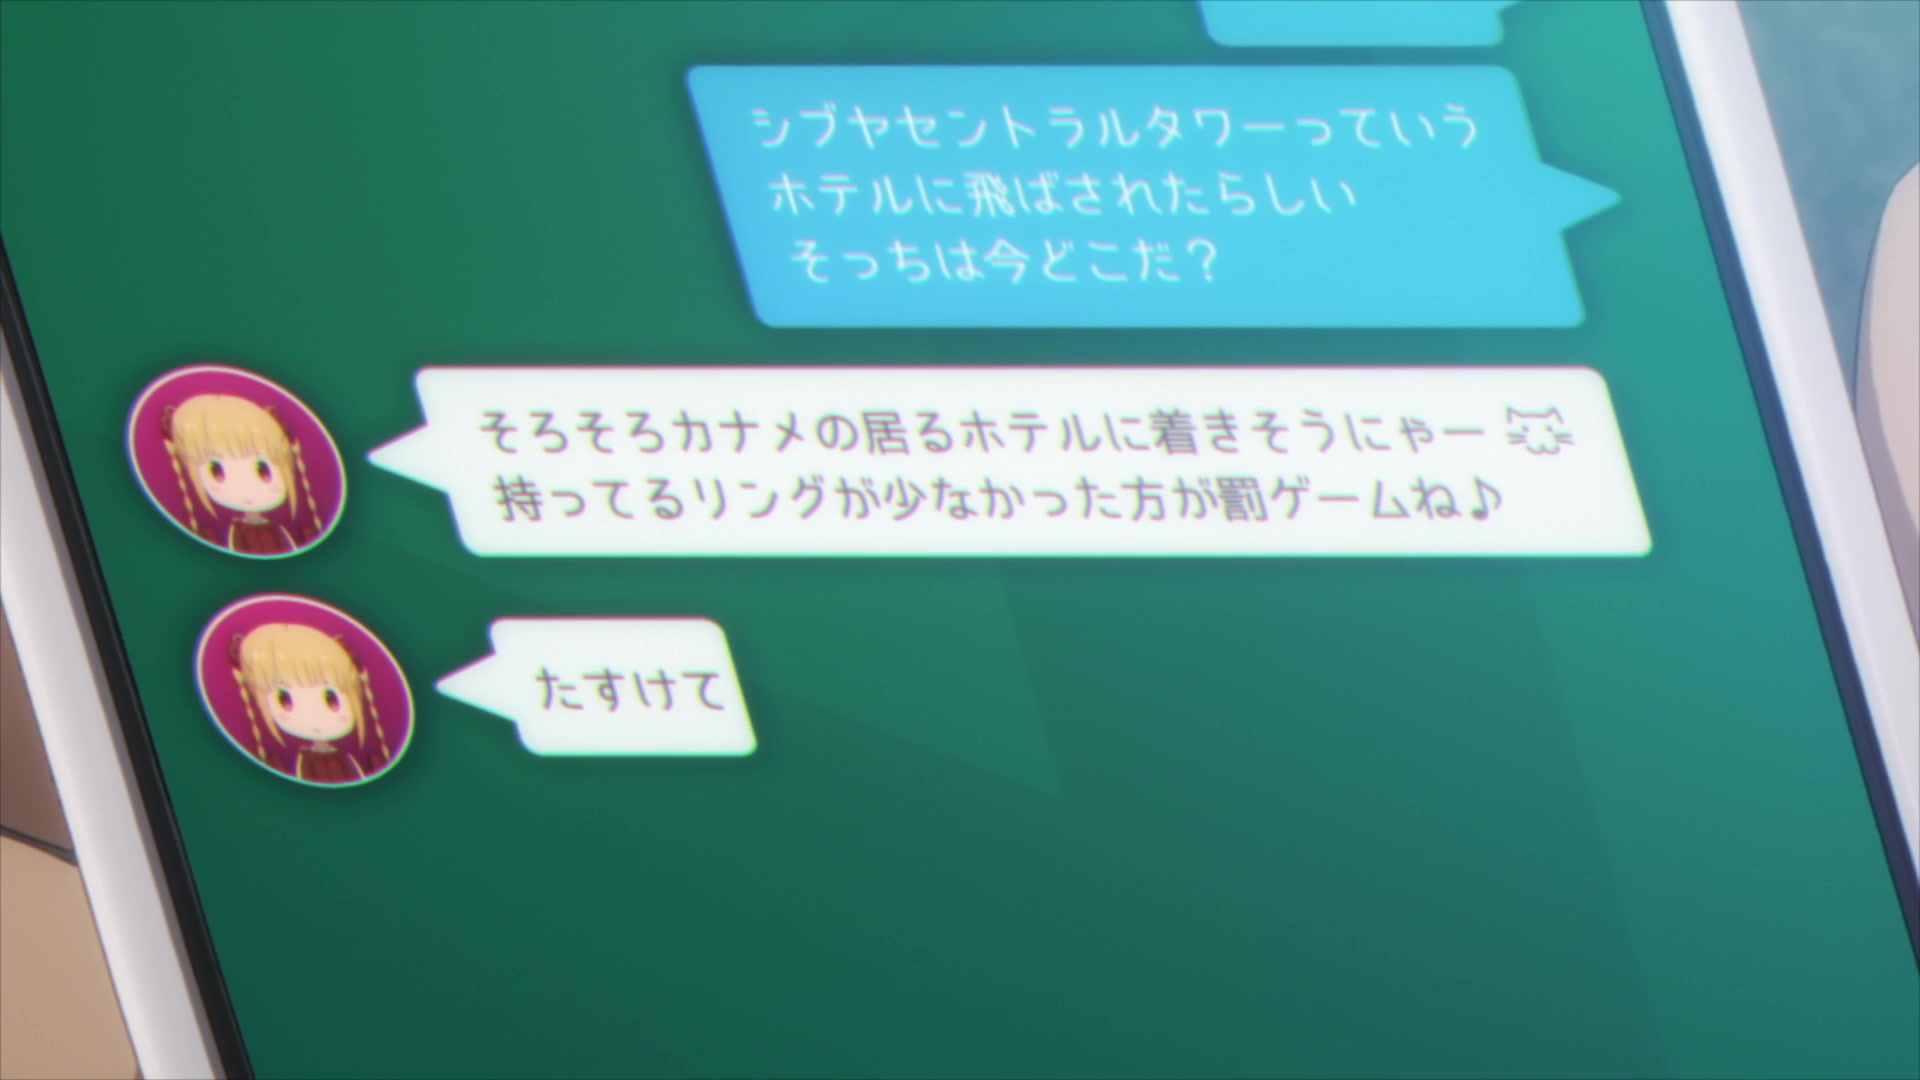 シブヤセントラルタワーっていう
ホテルに飛ばされたらしい
そっちは今どこだ？
そろそろカナメの居るホテルに着きそうにゃー
持ってるリングが少なかった方が罰ゲームね♪
たすけて